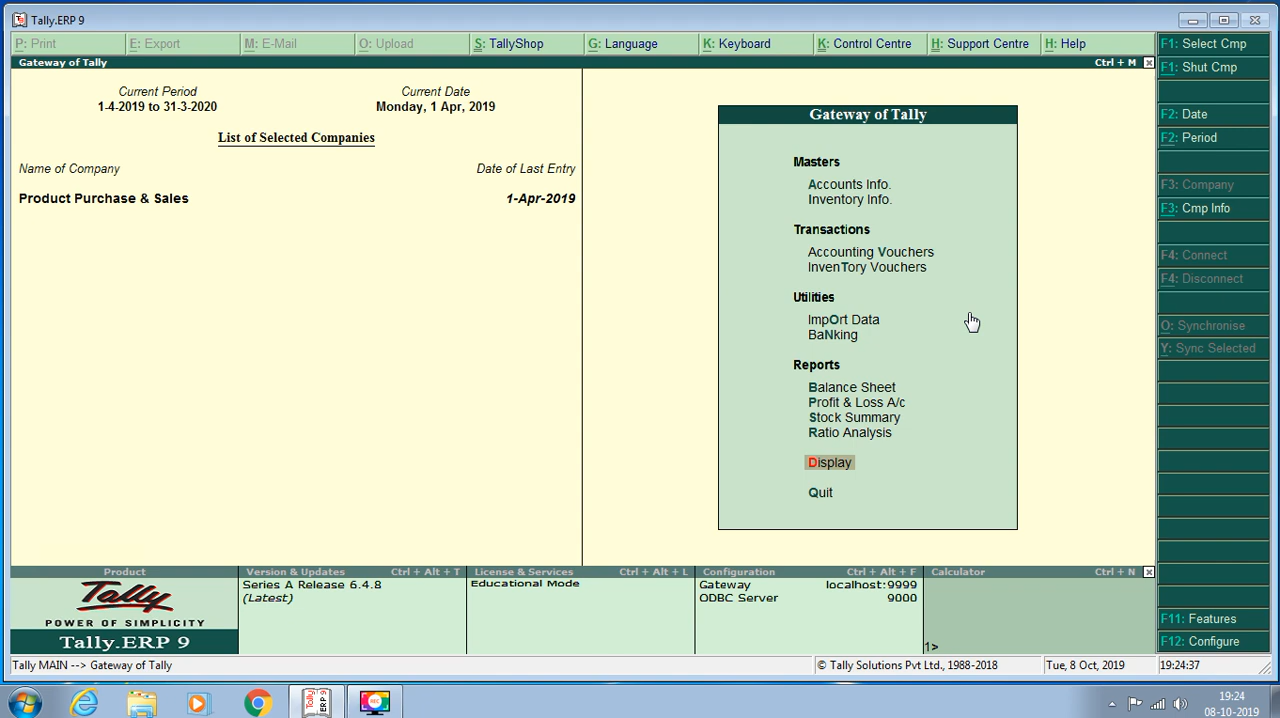 Tally.ERP 9
P: Print
E: Export
M: E-Mail
O: Upload
S: TallyShop
G: Language
K: Keyboard
K: Control Centre
H: Support Centre
H: Help
Gateway of Tally
Ctrl + M
Current Period
1-4-2019 to 31-3-2020
Current Date
Monday, 1 Apr, 2019
List of Selected Companies
Name of Company
Date of Last Entry
Product Purchase & Sales
1-Apr-2019
Gateway of Tally
Masters
Accounts Info.
Inventory Info.
Transactions
Accounting Vouchers
InvenTory Vouchers
Utilities
ImpOrt Data
BaNking
Reports
Balance Sheet
Profit & Loss A/c
Stock Summary
Ratio Analysis
Display
Quit
F1: Select Cmp
F1: Shut Cmp
F2: Date
F2: Period
F3: Company
F3: Cmp Info
F4: Connect
F4: Disconnect
O: Synchronise
Y: Sync Selected
F11: Features
F12: Configure
Product
Tally
POWER OF SIMPLICITY
Tally.ERP 9
Version & Updates
Ctrl + Alt + T
Series A Release 6.4.8
(Latest)
License & Services
Ctrl + Alt + L
Educational Mode
Configuration
Ctrl + Alt + F
Gateway
localhost:9999
ODBC Server
9000
Calculator
Ctrl + N
1>
Tally MAIN --> Gateway of Tally
© Tally Solutions Pvt Ltd., 1988-2018
Tue, 8 Oct, 2019
19:24:37
Tally
ERP 9
REC
19:24
08-10-2019